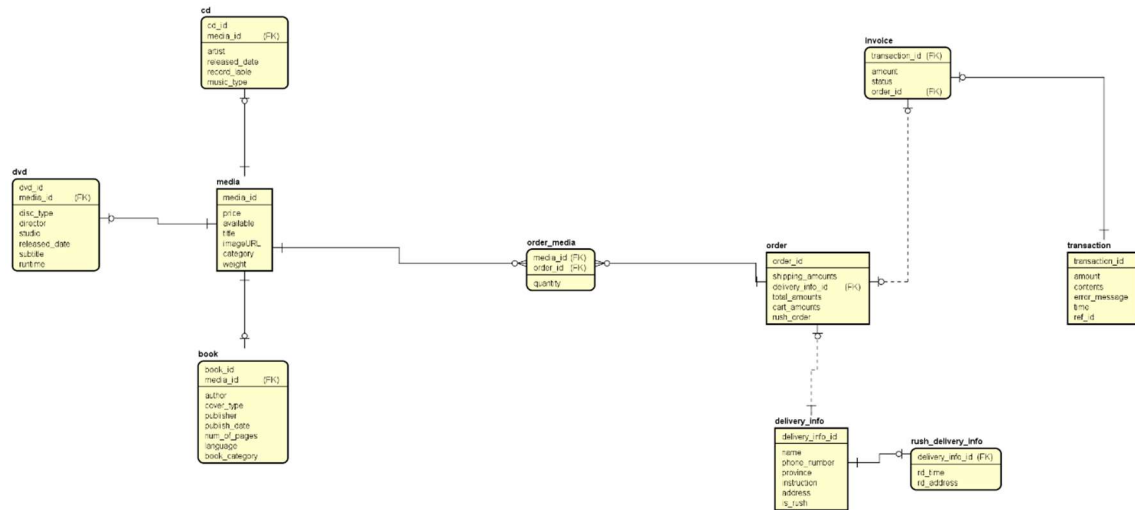 cd
cd_id
media_id (FK)
artist
released_date
record_lable
music_type
invoice
transaction_id (FK)
amount
status
order_id (FK)
dvd
dvd_id
media_id (FK)
disc_type
director
studio
released_date
subtitle
runtime
media
media_id
price
available
title
imageURL
category
weight
order_media
media_id (FK)
order_id (FK)
quantity
order
order_id
shipping_amounts
delivery_info_id (FK)
total_amounts
cart_amounts
rush_order
transaction
transaction_id
amount
contents
error_message
time
ref_id
book
book_id
media_id (FK)
author
cover_type
publisher
publish_date
num_of_pages
language
book_category
delivery_info
delivery_info_id
name
phone_number
province
instruction
address
is_rush
rush_delivery_info
delivery_info_id (FK)
rd_time
rd_address